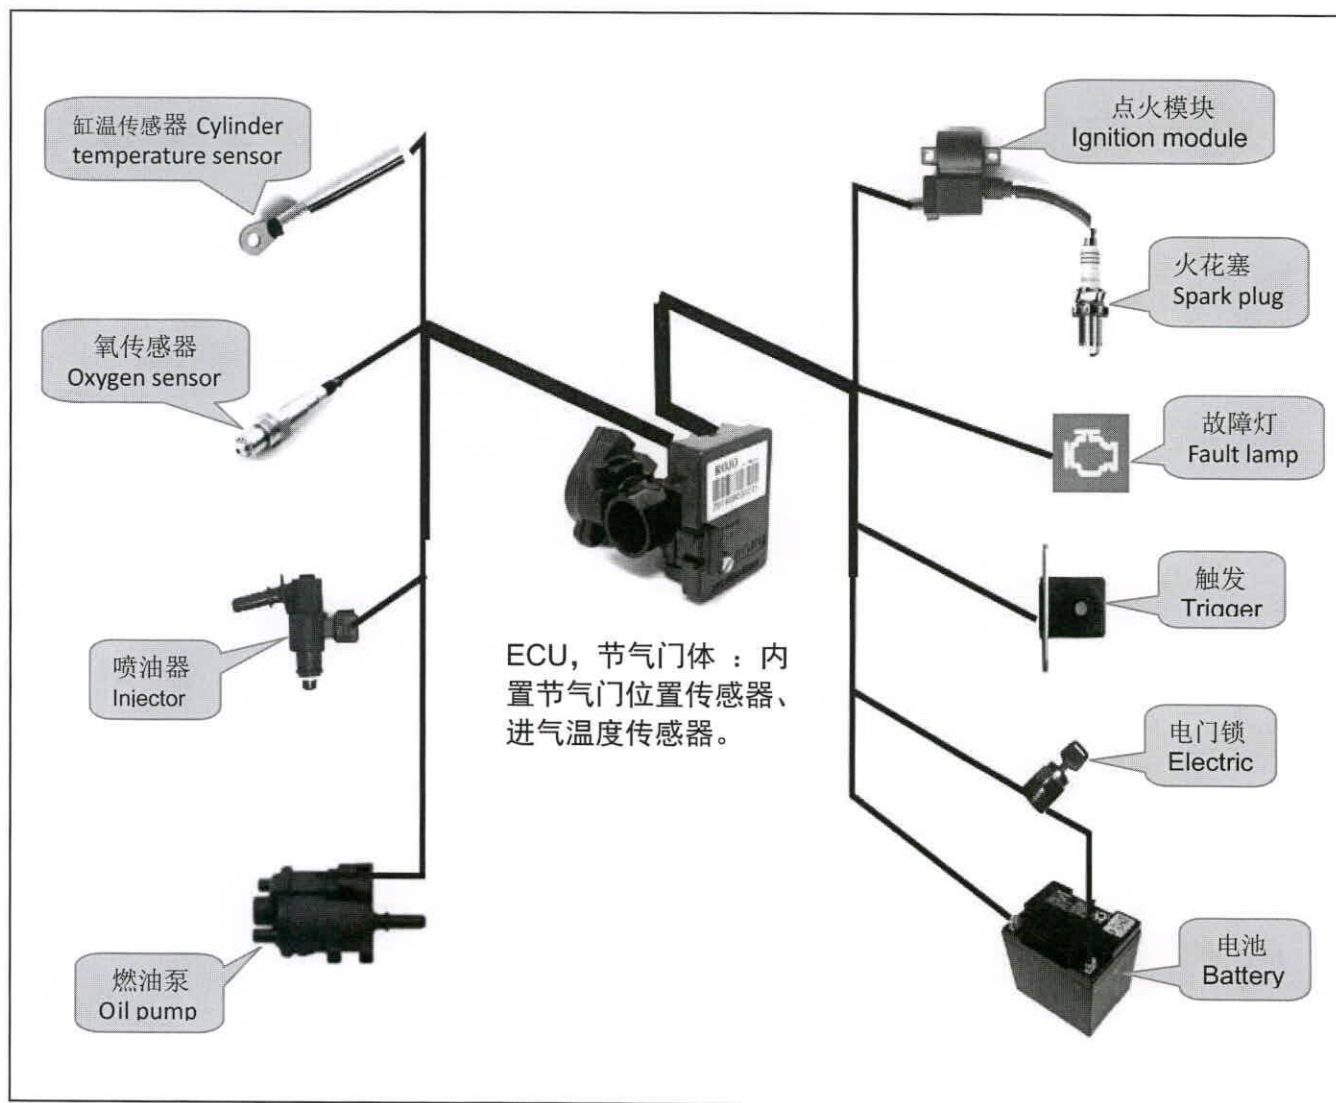 缸温传感器 Cylinder
temperature sensor
点火模块
Ignition module
火花塞
Spark plug
氧传感器
Oxygen sensor
故障灯
Fault lamp
ROJO
触发
Trigger
ECU，节气门体 ：内
置节气门位置传感器、
进气温度传感器。
喷油器
Injector
电门锁
Electric
燃油泵
Oil pump
电池
Battery